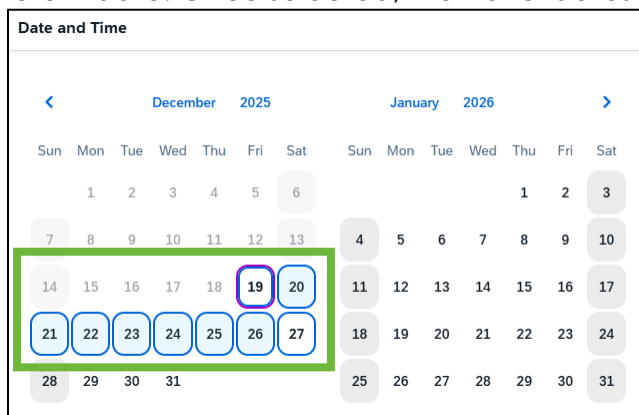 Date and Time
December 2025 January 2026
Sun Mon Tue Wed Thu Fri Sat Sun Mon Tue Wed Thu Fri Sat
1 2 3 4 5 6 1 2 3
7 8 9 10 11 12 13 4 5 6 7 8 9 10
14 15 16 17 18 19 20 11 12 13 14 15 16 17
21 22 23 24 25 26 27 18 19 20 21 22 23 24
28 29 30 31 25 26 27 28 29 30 31